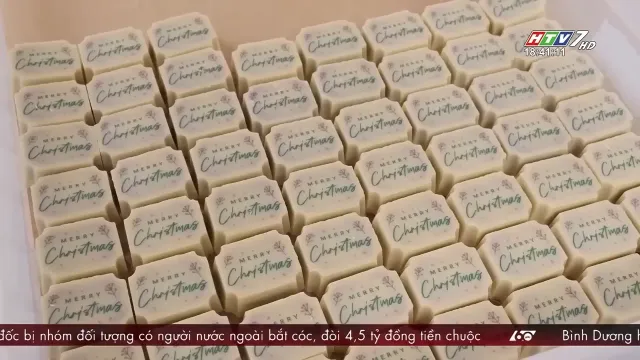 HTV7 HD
18:41:11
MERRY
Christmas
đốc bị nhóm đối tượng có người nước ngoài bắt cóc, đòi 4,5 tỷ đồng tiền chuộc
Bình Dương